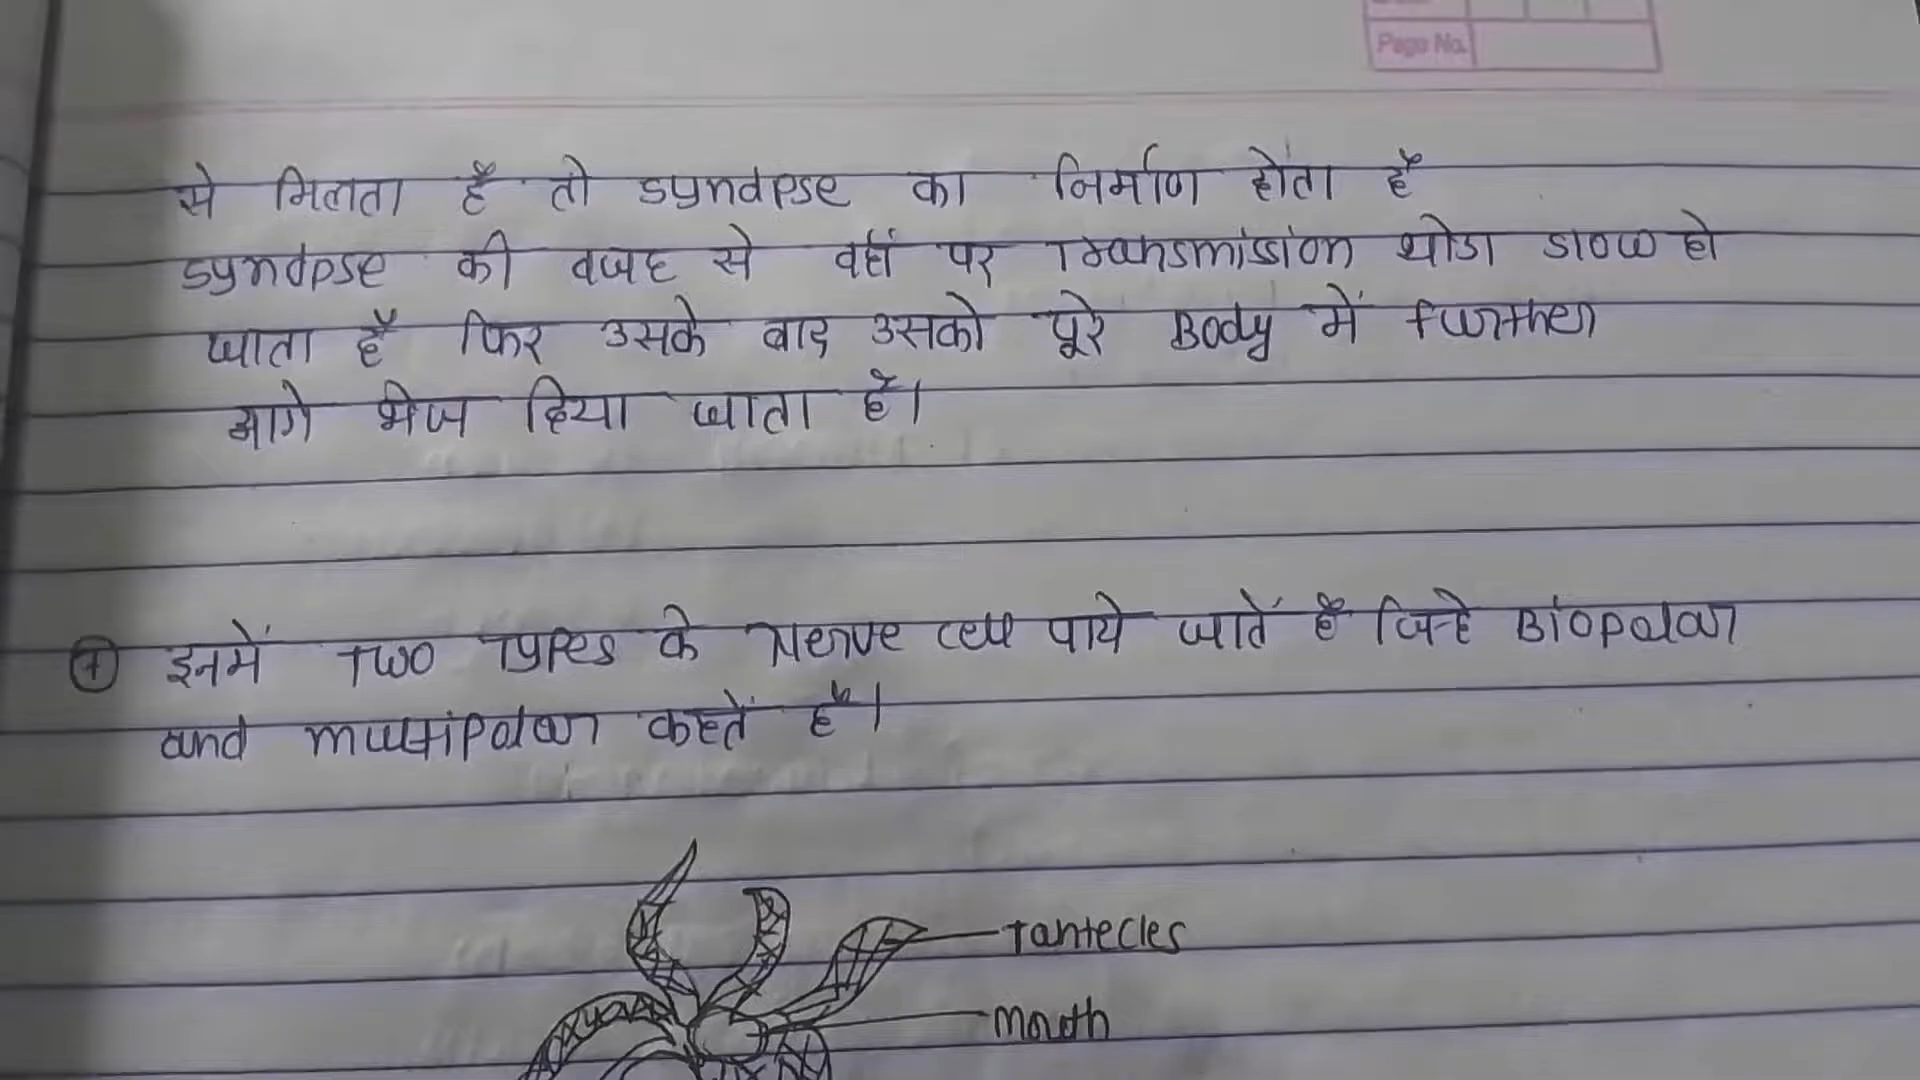 Page No.
से मिलता है तो synapse का निर्माण होता है
synapse की वजह से वहाँ पर Transmission थोडा slow हो
जाता है फिर उसके बाद उसको पूरे Body में further
आगे भेज दिया जाता है।
इनमें Two Types के Nerve cell पाये जातें है जिन्हे Biopolar
and multipolar कहतें है।
Tantecles
mouth